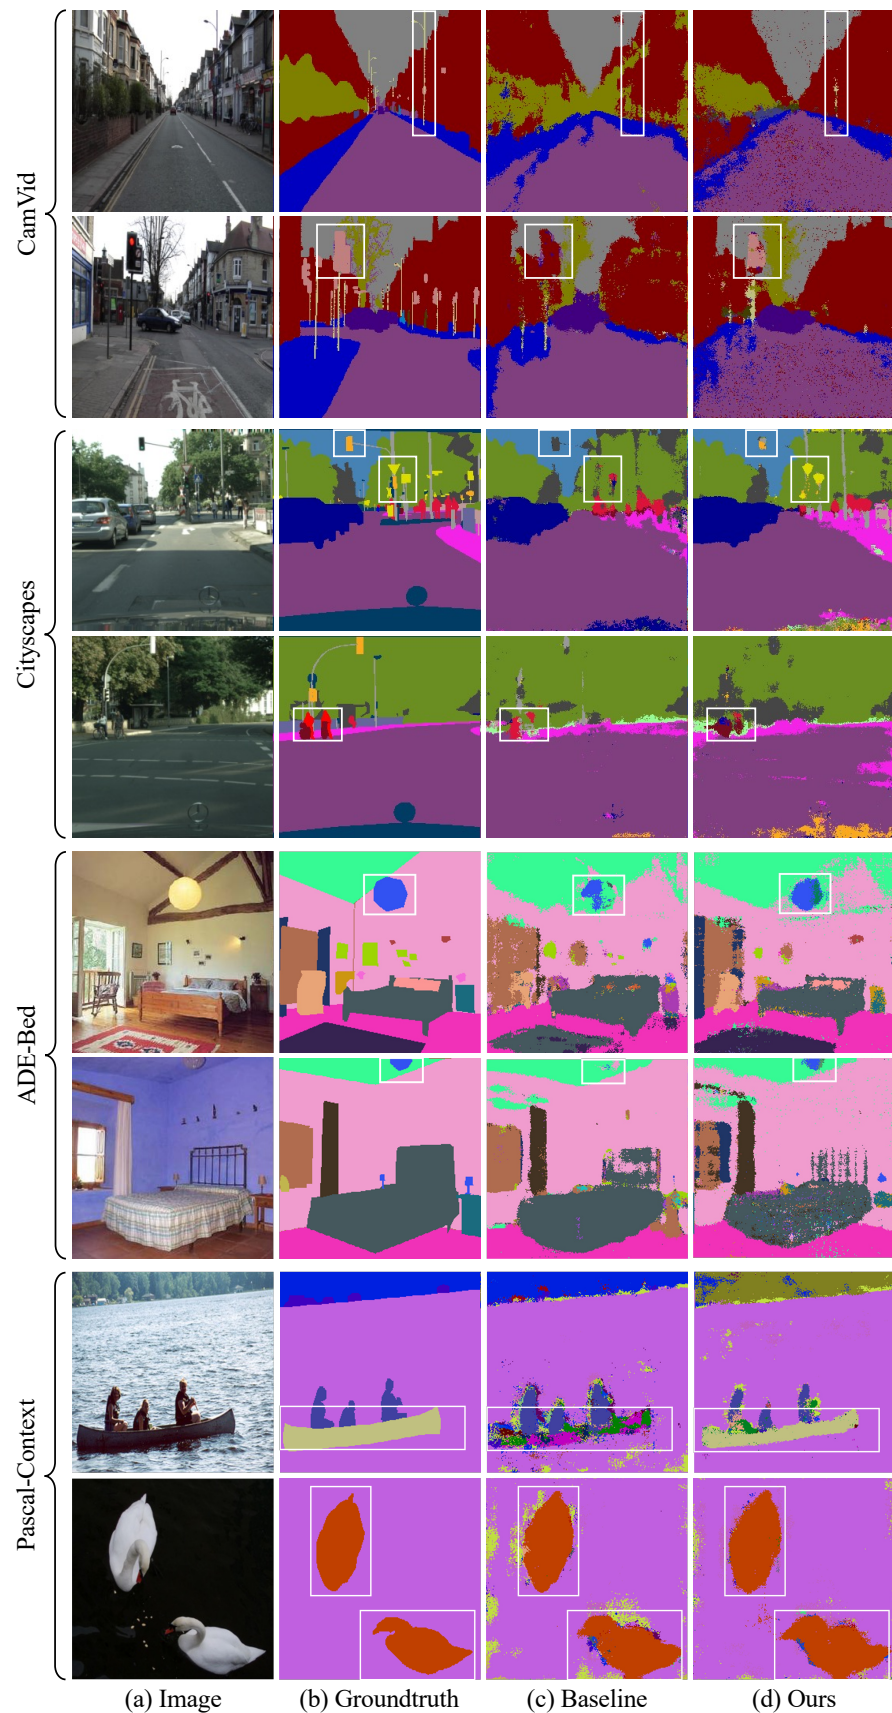 CamVid
Cityscapes
ADE-Bed
Pascal-Context
(a) Image
(b) Groundtruth
(c) Baseline
(d) Ours